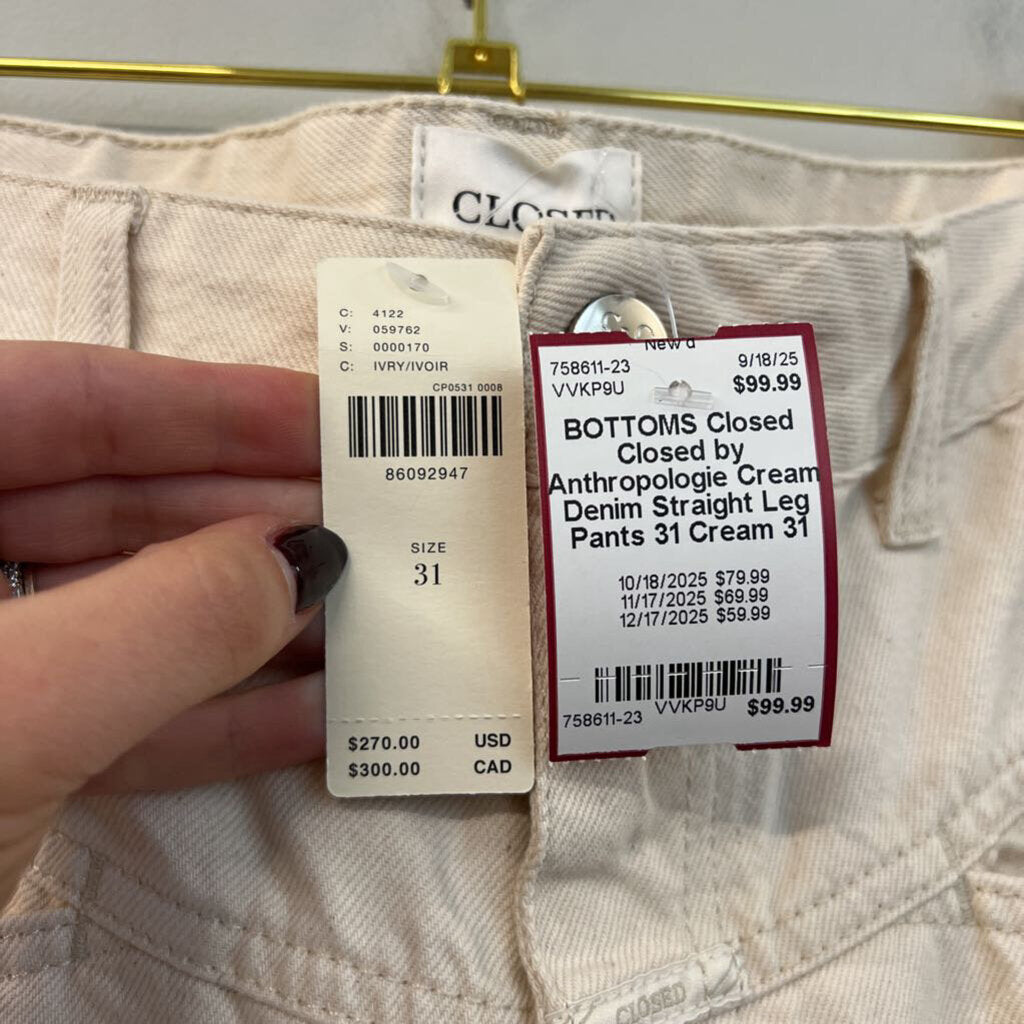 CLOSED
C: 4122
V: 059762
S: 0000170
C: IVRY/IVOIR
CP0531 0008
86092947
SIZE
31
$270.00 USD
$300.00 CAD
758611-23 9/18/25
VVKP9U $99.99
BOTTOMS Closed
Closed by
Anthropologie Cream
Denim Straight Leg
Pants 31 Cream 31
10/18/2025 $79.99
11/17/2025 $69.99
12/17/2025 $59.99
758611-23 VVKP9U $99.99
CLOSED